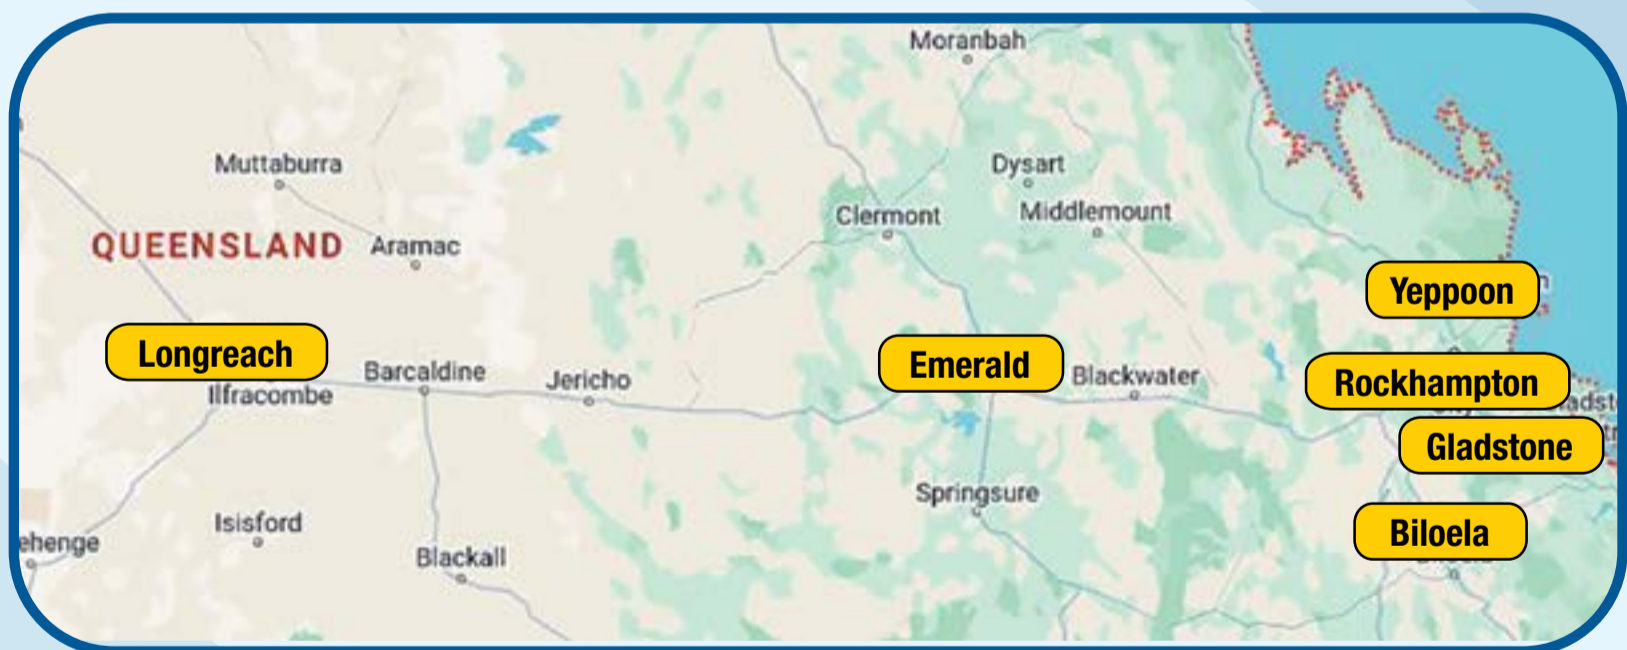 Moranbah
Muttaburra
Dysart
Clermont
Middlemount
QUEENSLAND
Aramac
Yeppoon
Longreach
Emerald
Barcaldine
Jericho
Blackwater
Rockhampton
Ilfracombe
Gladstone
Springsure
Isisford
Biloela
ehenge
Blackall